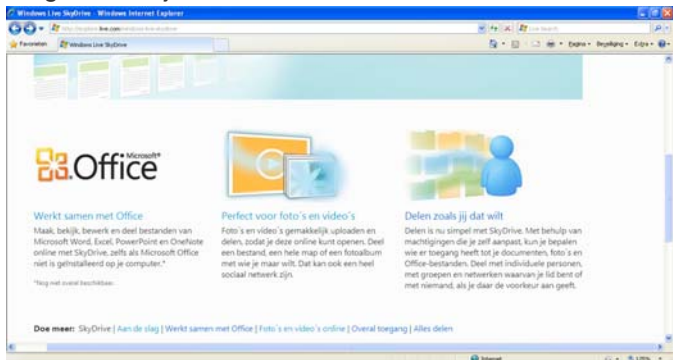 Windows Live SkyDrive - Windows Internet Explorer
Live Search
Favorieten Windows Live SkyDrive Pagina Beveiliging Extra
Microsoft®
Office
Werkt samen met Office
Maak, bekijk, bewerk en deel bestanden van
Microsoft Word, Excel, PowerPoint en OneNote
online met SkyDrive, zelfs als Microsoft Office
niet is geïnstalleerd op je computer.*
*Nog niet overal beschikbaar.
Perfect voor foto's en video's
Foto's en video's gemakkelijk uploaden en
delen, zodat je deze online kunt openen. Deel
een bestand, een hele map of een fotoalbum
met wie je maar wilt. Dat kan ook een heel
sociaal netwerk zijn.
Delen zoals jij dat wilt
Delen is nu simpel met SkyDrive. Met behulp van
machtigingen die je zelf aanpast, kun je bepalen
wie er toegang heeft tot je documenten, foto's en
Office-bestanden. Deel met individuele personen,
met groepen en netwerken waarvan je lid bent of
met niemand, als je daar de voorkeur aan geeft.
Doe meer: SkyDrive | Aan de slag | Werkt samen met Office | Foto's en video's online | Overal toegang | Alles delen
Internet 125%